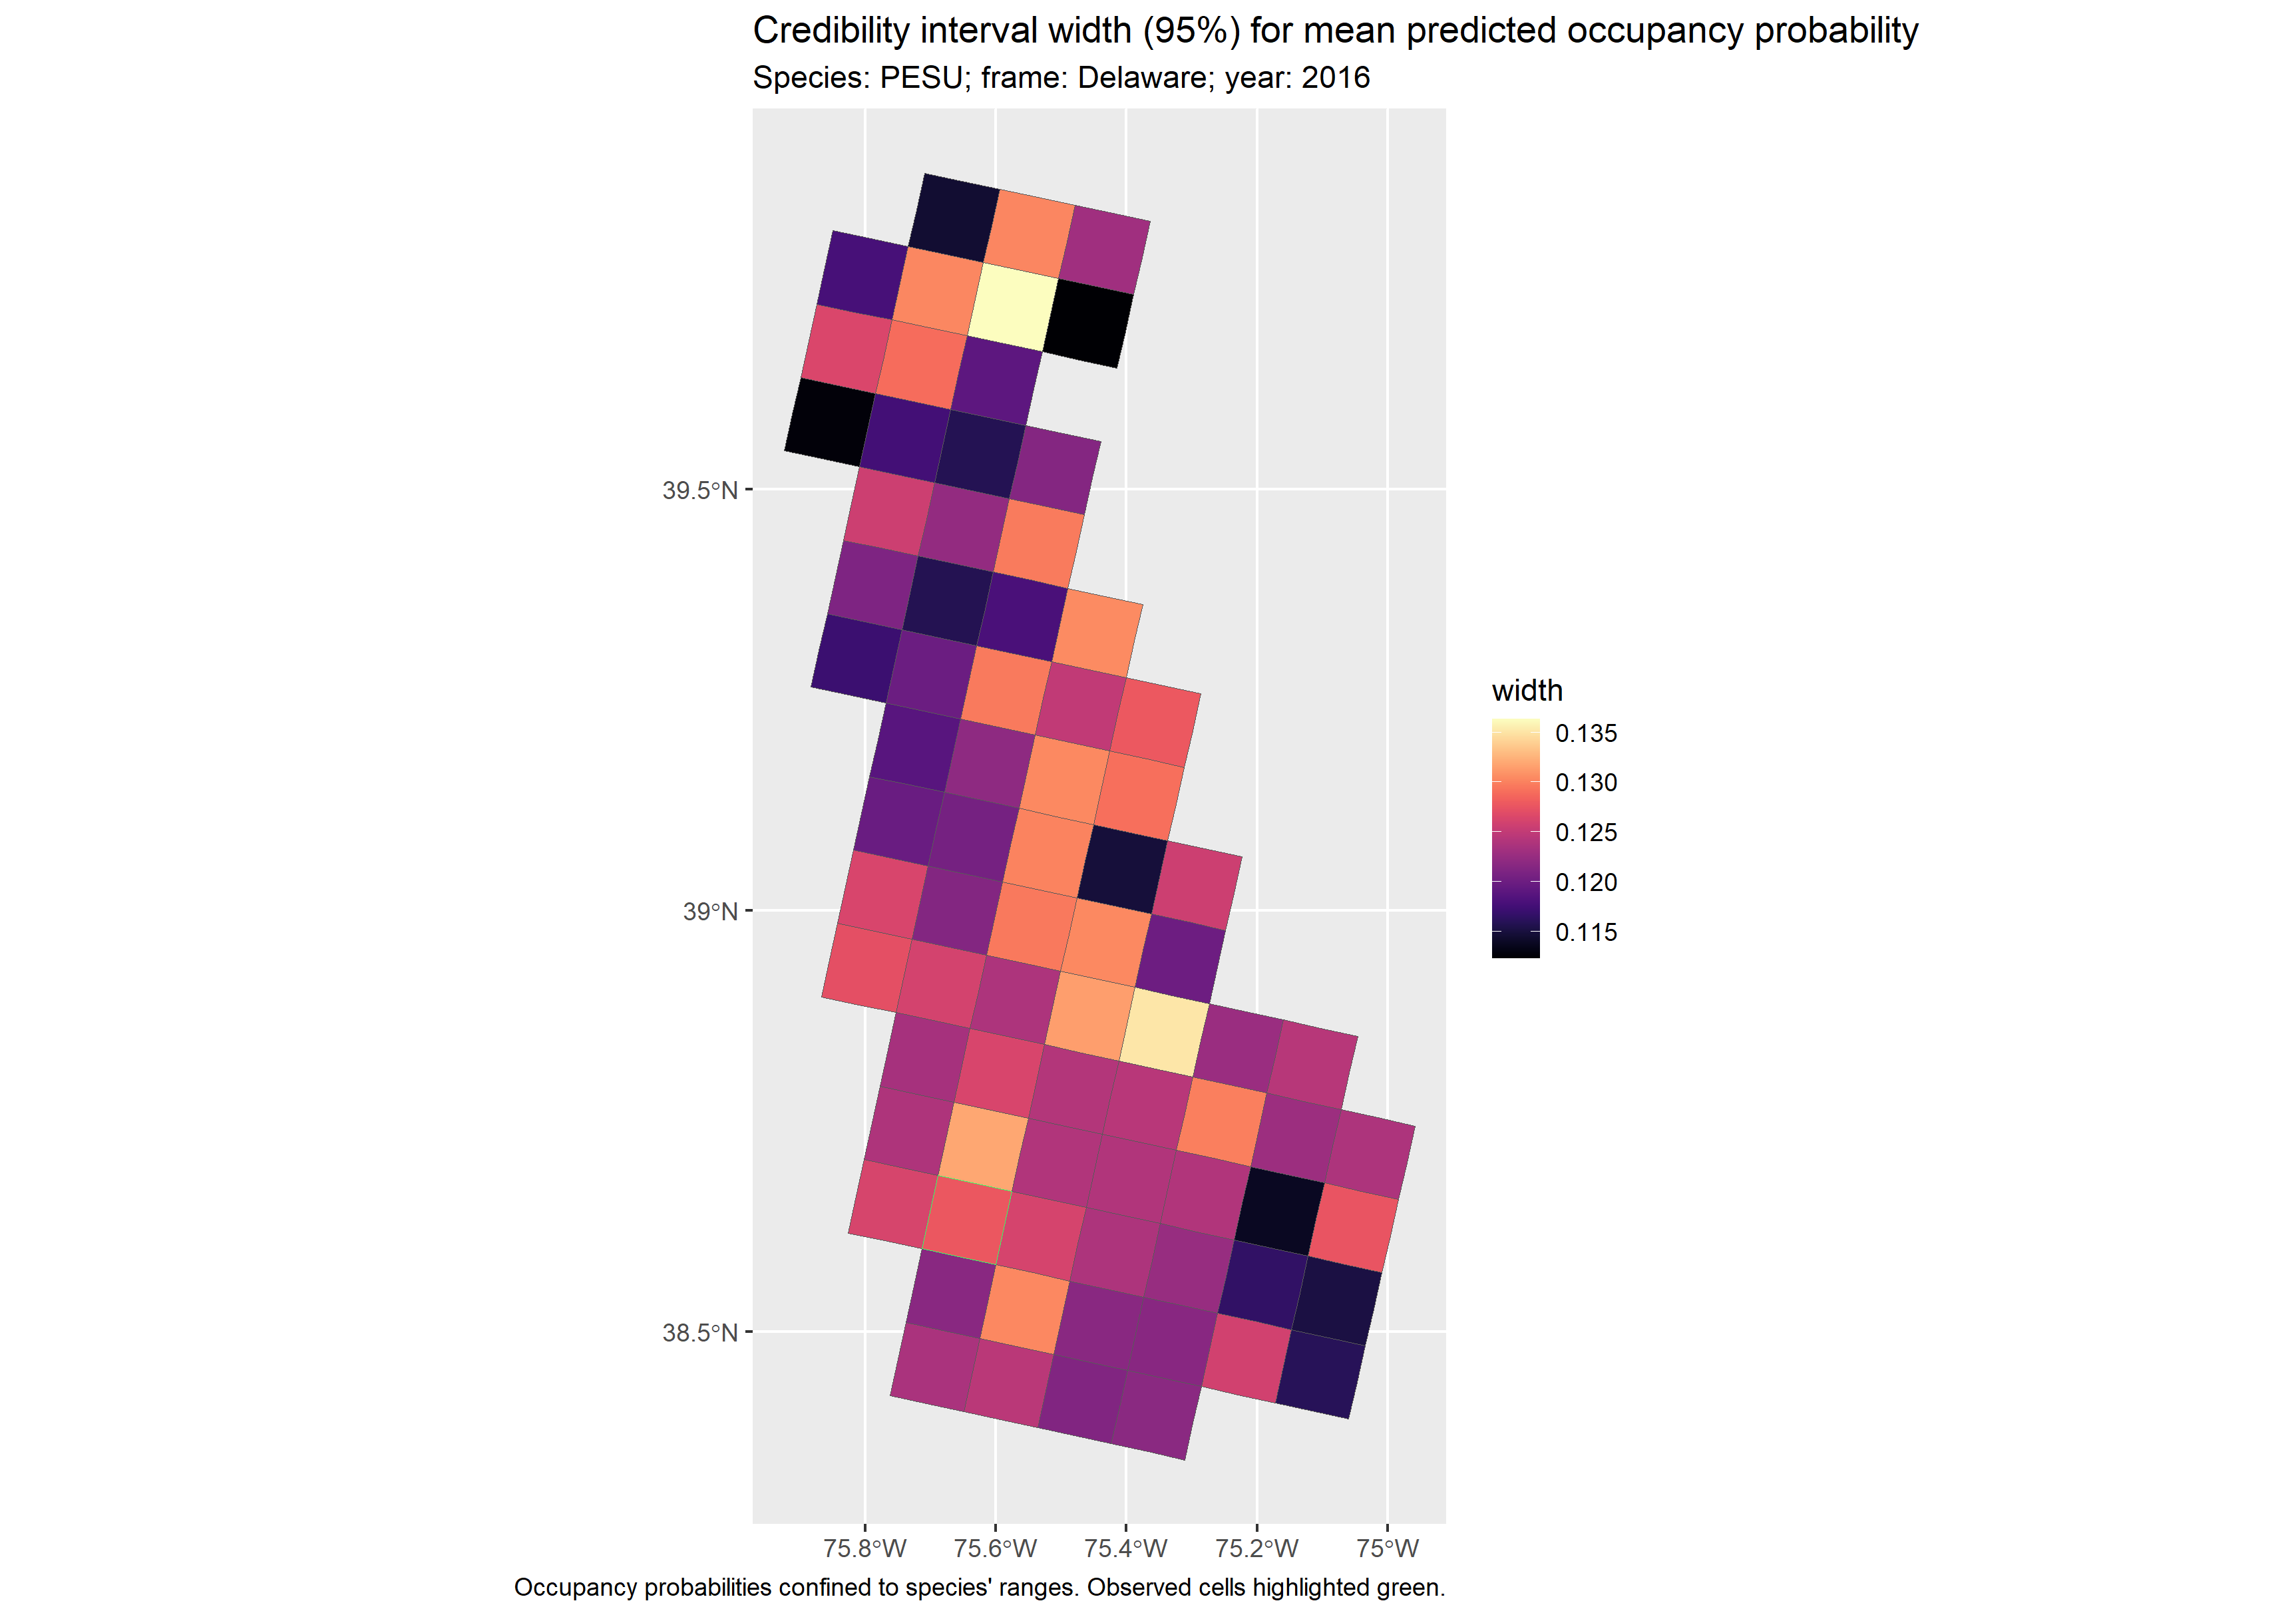 Credibility interval width (95%) for mean predicted occupancy probability
Species: PESU; frame: Delaware; year: 2016
39.5°N
39°N
38.5°N
width
0.135
0.130
0.125
0.120
0.115
75.8°W 75.6°W 75.4°W 75.2°W 75°W
Occupancy probabilities confined to species' ranges. Observed cells highlighted green.